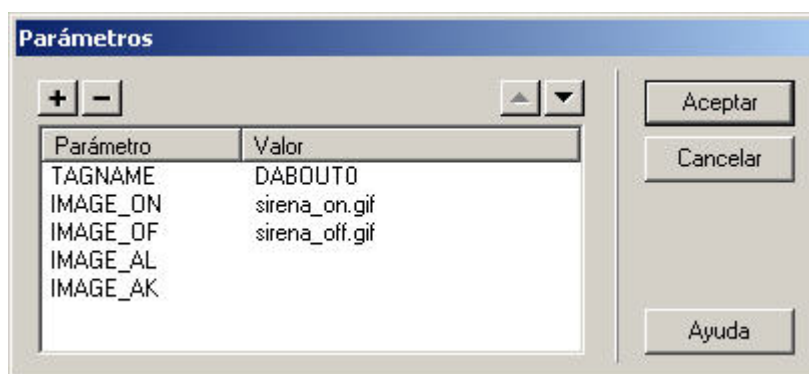 Parámetros
Aceptar
Cancelar
Parámetro Valor
TAGNAME DABOUT0
IMAGE_ON sirena_on.gif
IMAGE_OF sirena_off.gif
IMAGE_AL
IMAGE_AK
Ayuda